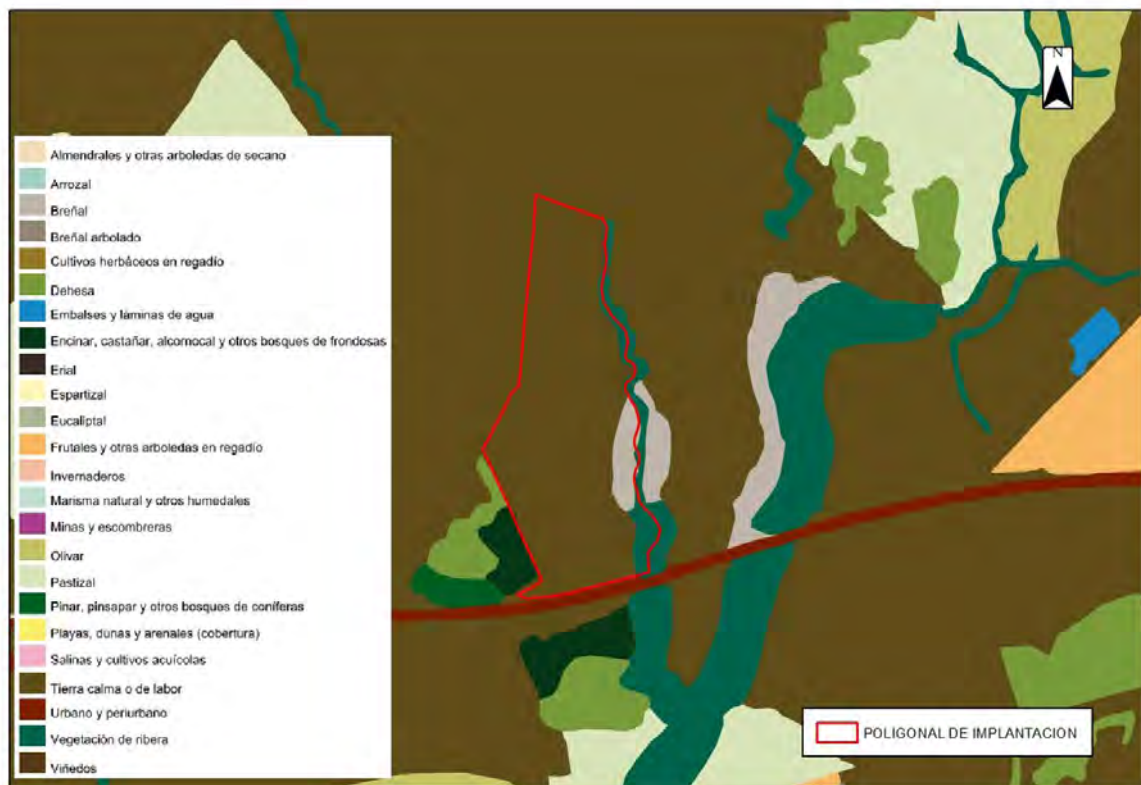 N
Almendrales y otras arboledas de secano
Arrozal
Breñal
Breñal arbolado
Cultivos herbáceos en regadío
Dehesa
Embalses y láminas de agua
Encinar, castañar, alcornocal y otros bosques de frondosas
Erial
Espartizal
Eucaliptal
Frutales y otras arboledas en regadío
Invernaderos
Marisma natural y otros humedales
Minas y escombreras
Olivar
Pastizal
Pinar, pinsapar y otros bosques de coníferas
Playas, dunas y arenales (cobertura)
Salinas y cultivos acuícolas
Tierra calma o de labor
Urbano y periurbano
Vegetación de ribera
Viñedos
POLIGONAL DE IMPLANTACIÓN